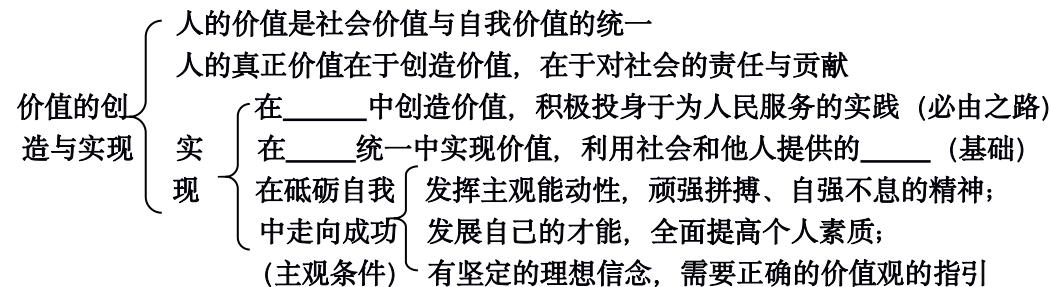 人的价值是社会价值与自我价值的统一
人的真正价值在于创造价值，在于对社会的责任与贡献
价值的创
造与实现
实
现
在______中创造价值，积极投身于为人民服务的实践（必由之路）
在_____统一中实现价值，利用社会和他人提供的_____（基础）
在砥砺自我
中走向成功
（主观条件）
发挥主观能动性，顽强拼搏、自强不息的精神；
发展自己的才能，全面提高个人素质；
有坚定的理想信念，需要正确的价值观的指引